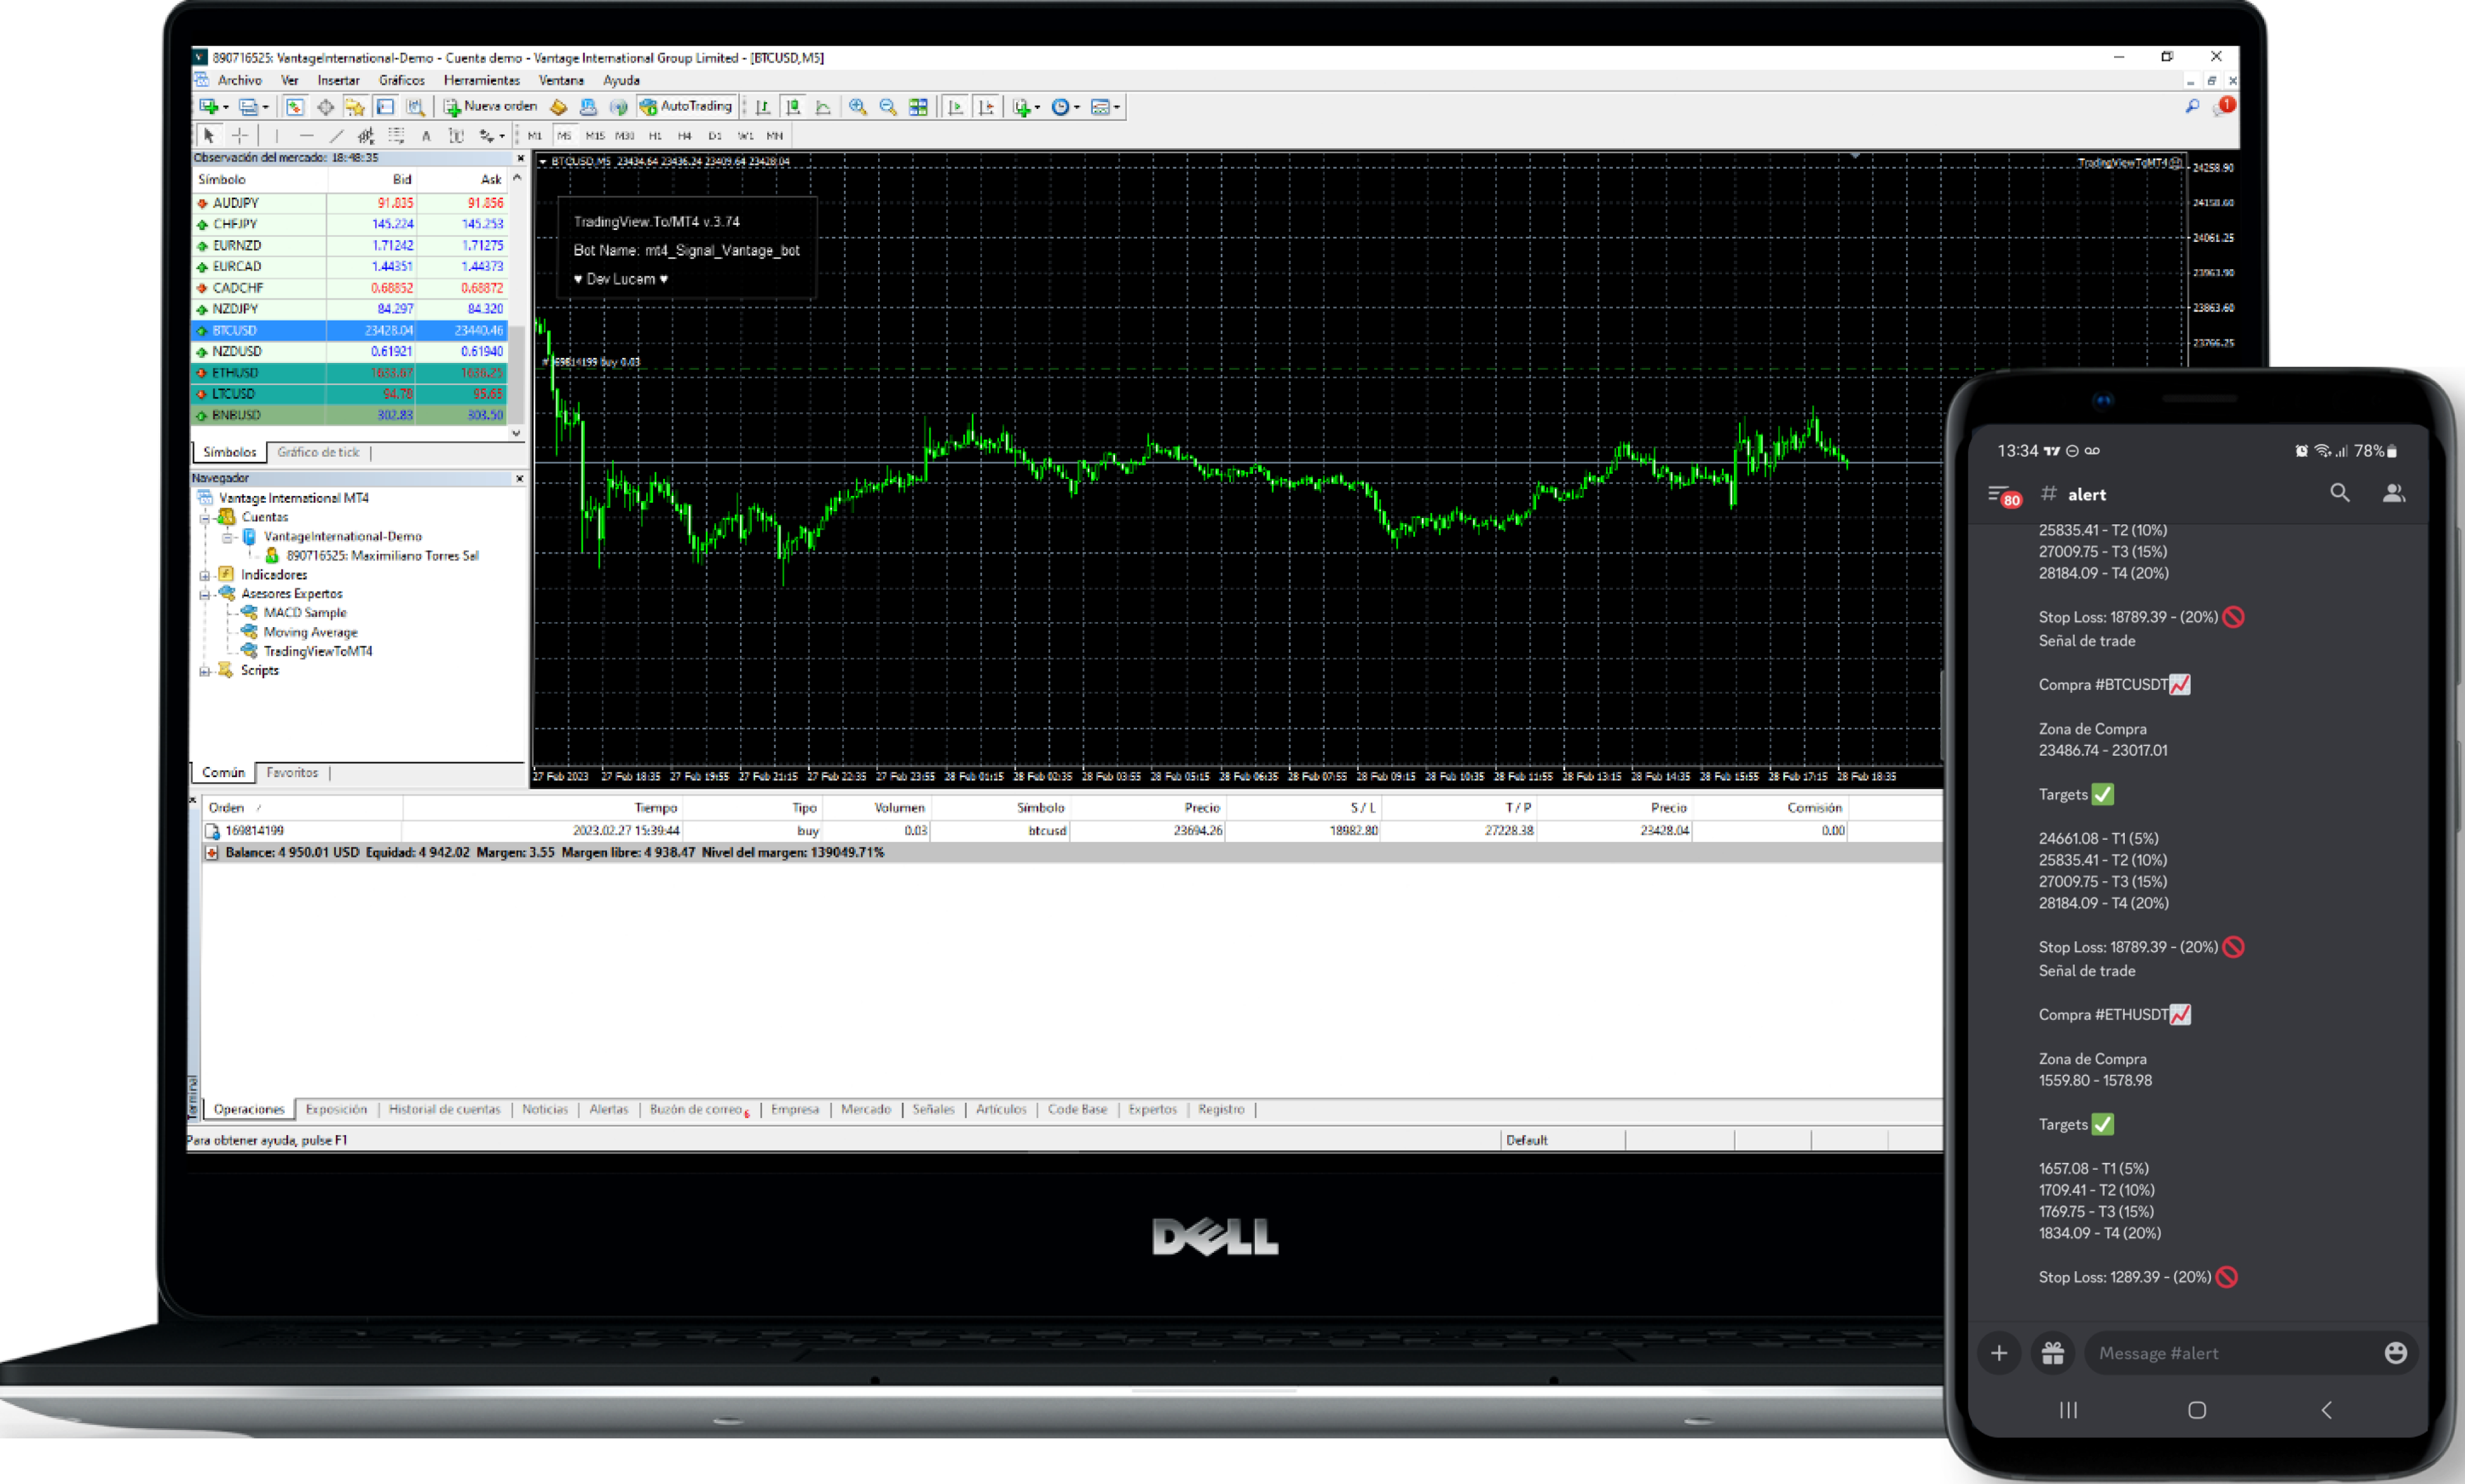 890716525: VantageInternational-Demo - Cuenta demo - Vantage International Group Limited - [BTCUSD,M5]
Archivo Ver Insertar Gráficos Herramientas Ventana Ayuda
Nueva orden AutoTrading
1
A M1 M5 M15 M30 H1 H4 D1 W1 MN
Observación del mercado: 18:48:35
Símbolo Bid Ask
AUDJPY 91.835 91.856
CHFJPY 145.224 145.253
EURNZD 1.71242 1.71275
EURCAD 1.44351 1.44373
CADCHF 0.68852 0.68872
NZDJPY 84.297 84.320
BTCUSD 23428.04 23440.46
NZDUSD 0.61921 0.61940
ETHUSD 1633.67 1636.25
LTCUSD 94.78 95.65
BNBUSD 302.83 303.50
Símbolos Gráfico de tick
Navegador
Vantage International MT4
Cuentas
VantageInternational-Demo
890716525: Maximiliano Torres Sal
Indicadores
Asesores Expertos
MACD Sample
Moving Average
TradingViewToMT4
Scripts
Común Favoritos
BTCUSD,M5 23434.64 23436.24 23409.64 23428.04
TradingViewToMT4
TradingView.To/MT4 v.3.74
Bot Name: mt4_Signal_Vantage_bot
♥ Dev Lucem ♥
#169814199 buy 0.03
24258.90
24158.60
24061.25
23963.90
23863.60
23766.25
27 Feb 2023 27 Feb 18:35 27 Feb 19:55 27 Feb 21:15 27 Feb 22:35 27 Feb 23:55 28 Feb 01:15 28 Feb 02:35 28 Feb 03:55 28 Feb 05:15 28 Feb 06:35 28 Feb 07:55 28 Feb 09:15 28 Feb 10:35 28 Feb 11:55 28 Feb 13:15 28 Feb 14:35 28 Feb 15:55 28 Feb 17:15 28 Feb 18:35
Orden / Tiempo Tipo Volumen Símbolo Precio S / L T / P Precio Comisión
169814199 2023.02.27 15:39:44 buy 0.03 btcusd 23694.26 18982.80 27228.38 23428.04 0.00
Balance: 4 950.01 USD Equidad: 4 942.02 Margen: 3.55 Margen libre: 4 938.47 Nivel del margen: 139049.71%
Terminal
Operaciones Exposición Historial de cuentas Noticias Alertas Buzón de correo 6 Empresa Mercado Señales Artículos Code Base Expertos Registro
Para obtener ayuda, pulse F1 Default
DELL
13:34 78%
80 # alert
25835.41 - T2 (10%)
27009.75 - T3 (15%)
28184.09 - T4 (20%)
Stop Loss: 18789.39 - (20%) 🚫
Señal de trade
Compra #BTCUSDT 📈
Zona de Compra
23486.74 - 23017.01
Targets ✅
24661.08 - T1 (5%)
25835.41 - T2 (10%)
27009.75 - T3 (15%)
28184.09 - T4 (20%)
Stop Loss: 18789.39 - (20%) 🚫
Señal de trade
Compra #ETHUSDT 📈
Zona de Compra
1559.80 - 1578.98
Targets ✅
1657.08 - T1 (5%)
1709.41 - T2 (10%)
1769.75 - T3 (15%)
1834.09 - T4 (20%)
Stop Loss: 1289.39 - (20%) 🚫
Message #alert